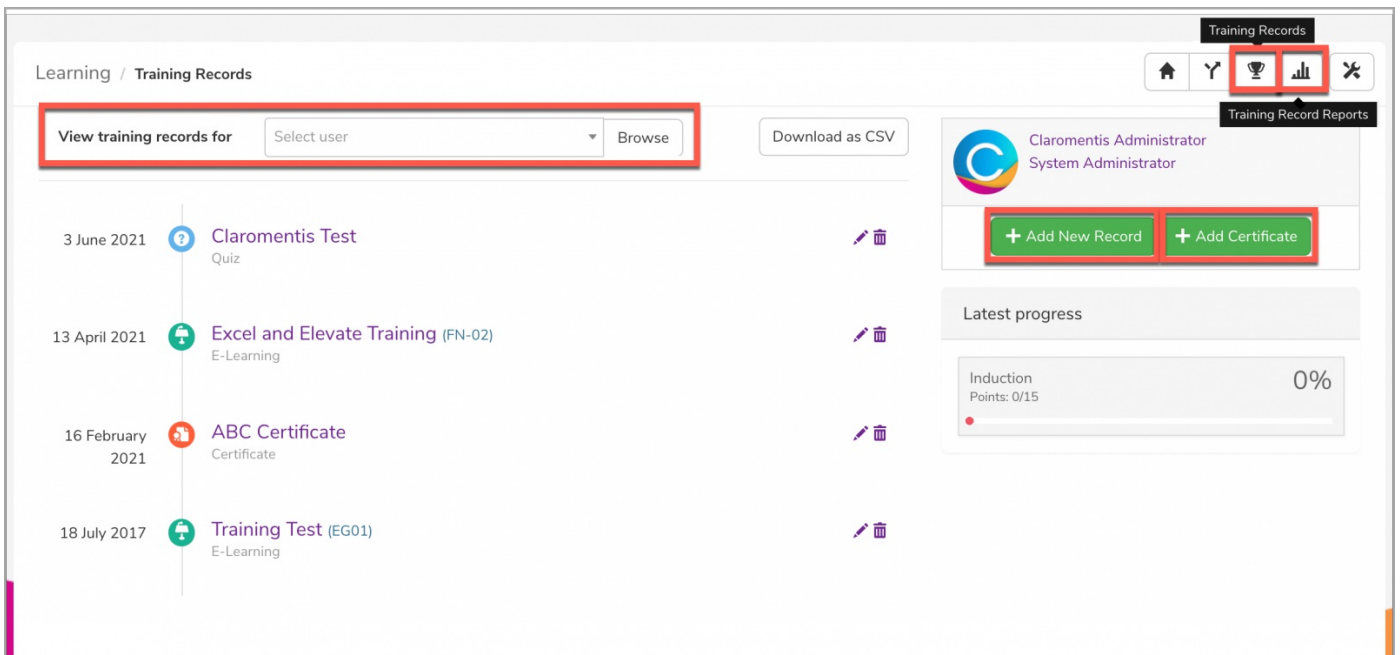 Training Records
Learning / Training Records
Training Record Reports
View training records for
Select user
Browse
Download as CSV
Claromentis Administrator
System Administrator
+ Add New Record
+ Add Certificate
3 June 2021
Claromentis Test
Quiz
13 April 2021
Excel and Elevate Training (FN-02)
E-Learning
16 February
2021
ABC Certificate
Certificate
18 July 2017
Training Test (EG01)
E-Learning
Latest progress
Induction
0%
Points: 0/15